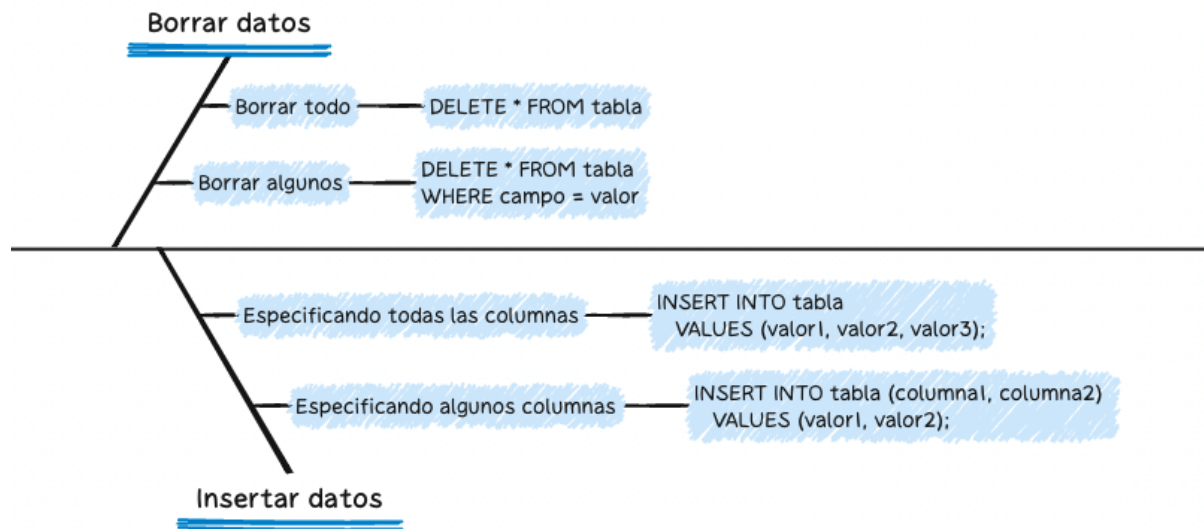 Borrar datos
Borrar todo
DELETE * FROM tabla
Borrar algunos
DELETE * FROM tabla
WHERE campo = valor
Especificando todas las columnas
INSERT INTO tabla
VALUES (valor1, valor2, valor3);
Especificando algunos columnas
INSERT INTO tabla (columna1, columna2)
VALUES (valor1, valor2);
Insertar datos